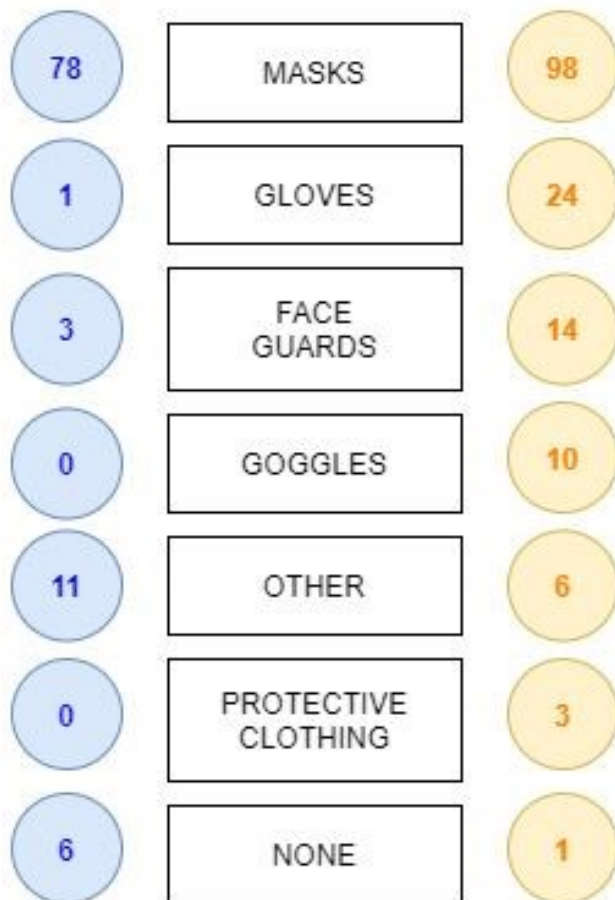 78 MASKS 98
1 GLOVES 24
3 FACE GUARDS 14
0 GOGGLES 10
11 OTHER 6
0 PROTECTIVE CLOTHING 3
6 NONE 1